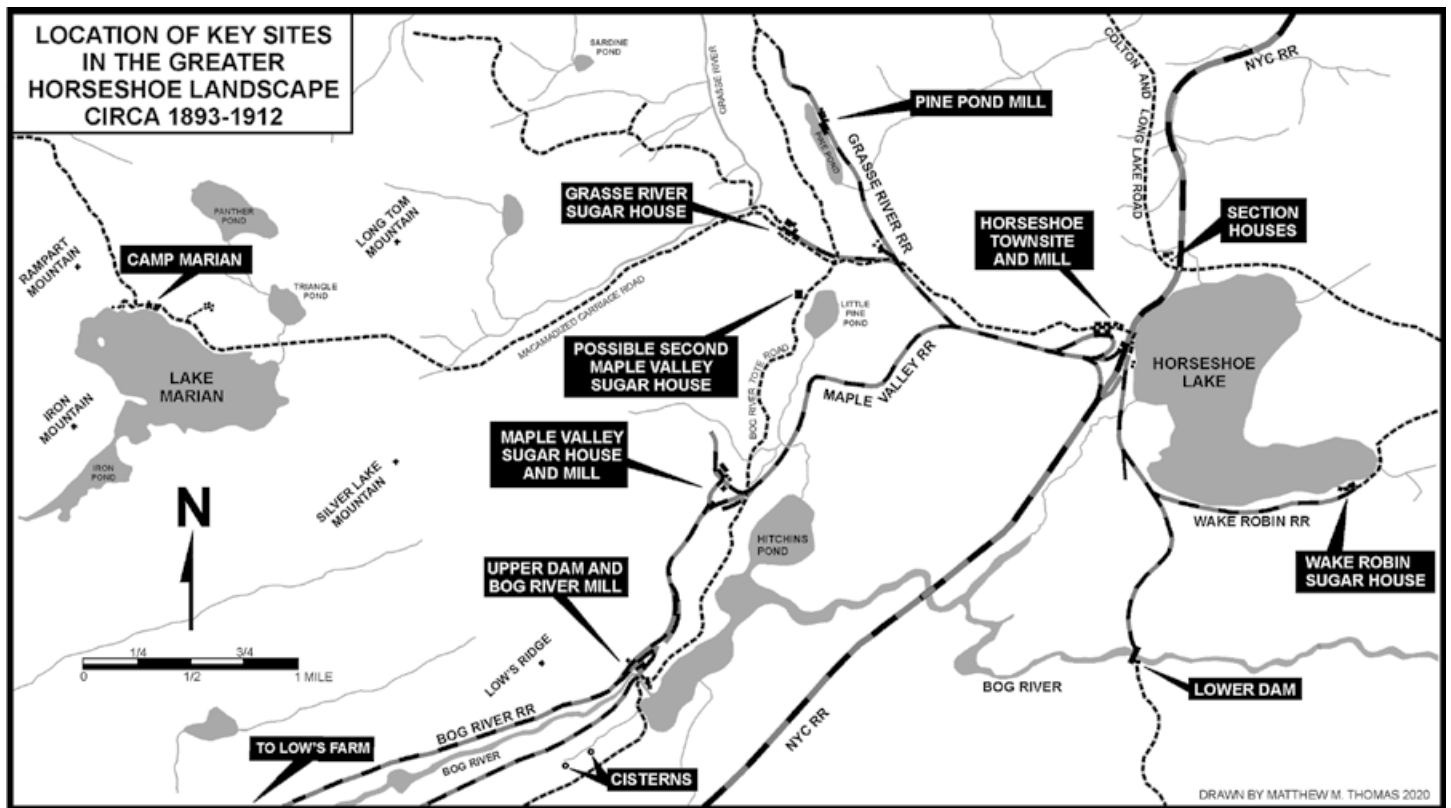 LOCATION OF KEY SITES
IN THE GREATER
HORSESHOE LANDSCAPE
CIRCA 1893-1912
SARDINE
POND
GRASSE RIVER
COLTON AND LONG LAKE ROAD
NYC RR
PINE POND MILL
PINE POND
GRASSE RIVER RR
GRASSE RIVER
SUGAR HOUSE
HORSESHOE
TOWNSITE
AND MILL
SECTION
HOUSES
PANTHER
POND
LONG TOM
MOUNTAIN
RAMPART
MOUNTAIN
CAMP MARIAN
TRIANGLE
POND
MACAMADIZED CARRIAGE ROAD
LITTLE
PINE
POND
POSSIBLE SECOND
MAPLE VALLEY
SUGAR HOUSE
HORSESHOE
LAKE
LAKE
MARIAN
BOG RIVER TOTE ROAD
MAPLE VALLEY RR
IRON
MOUNTAIN
MAPLE VALLEY
SUGAR HOUSE
AND MILL
IRON
POND
SILVER LAKE
MOUNTAIN
N
HITCHINS
POND
WAKE ROBIN RR
WAKE ROBIN
SUGAR HOUSE
UPPER DAM AND
BOG RIVER MILL
LOW'S RIDGE
1/4 3/4
0 1/2 1 MILE
BOG RIVER
LOWER DAM
BOG RIVER RR
NYC RR
TO LOW'S FARM
BOG RIVER
CISTERNS
DRAWN BY MATTHEW M. THOMAS 2020